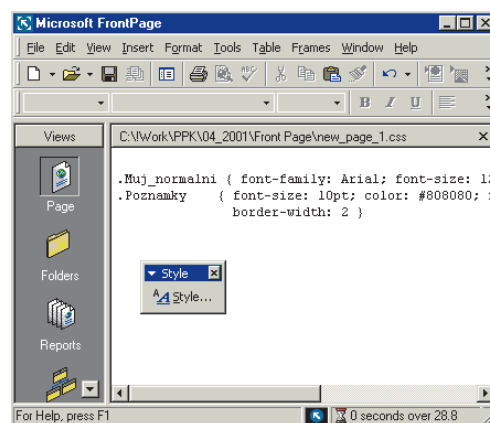 Microsoft FrontPage
File Edit View Insert Format Tools Table Frames Window Help
B I U
Views
C:\!Work\PPK\04_2001\Front Page\new_page_1.css
.Muj_normalni { font-family: Arial; font-size: 12
.Poznamky { font-size: 10pt; color: #808080;
border-width: 2 }
Page
Style
Style...
Folders
Reports
For Help, press F1
0 seconds over 28.8